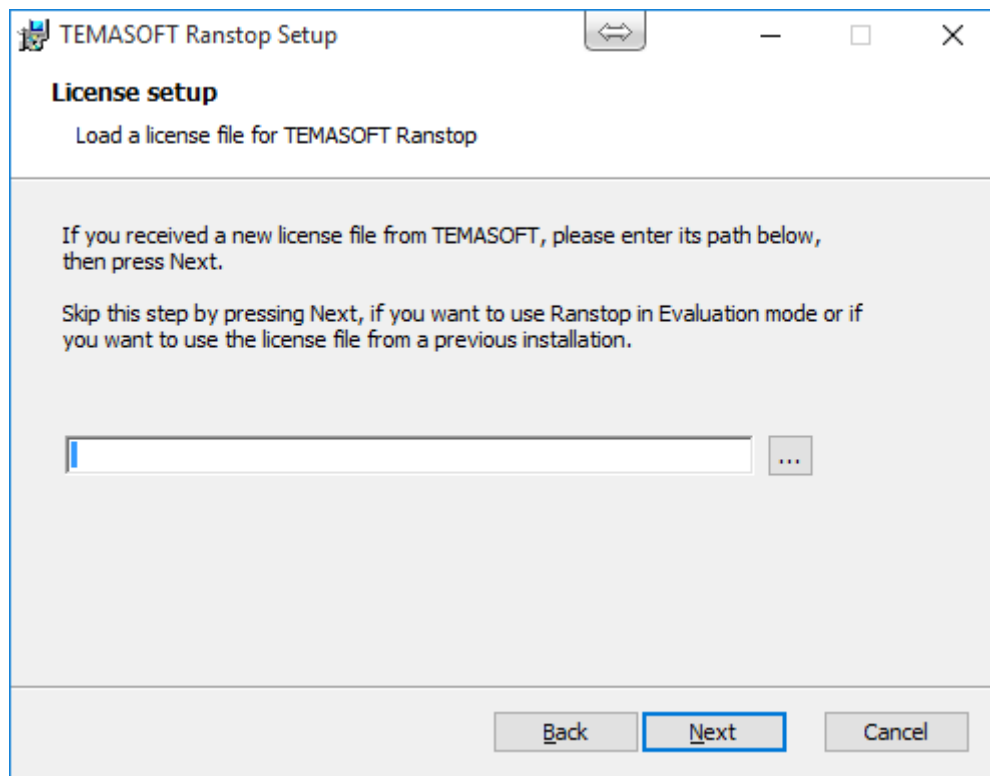 TEMASOFT Ranstop Setup
License setup
Load a license file for TEMASOFT Ranstop
If you received a new license file from TEMASOFT, please enter its path below,
then press Next.
Skip this step by pressing Next, if you want to use Ranstop in Evaluation mode or if
you want to use the license file from a previous installation.
...
Back Next Cancel